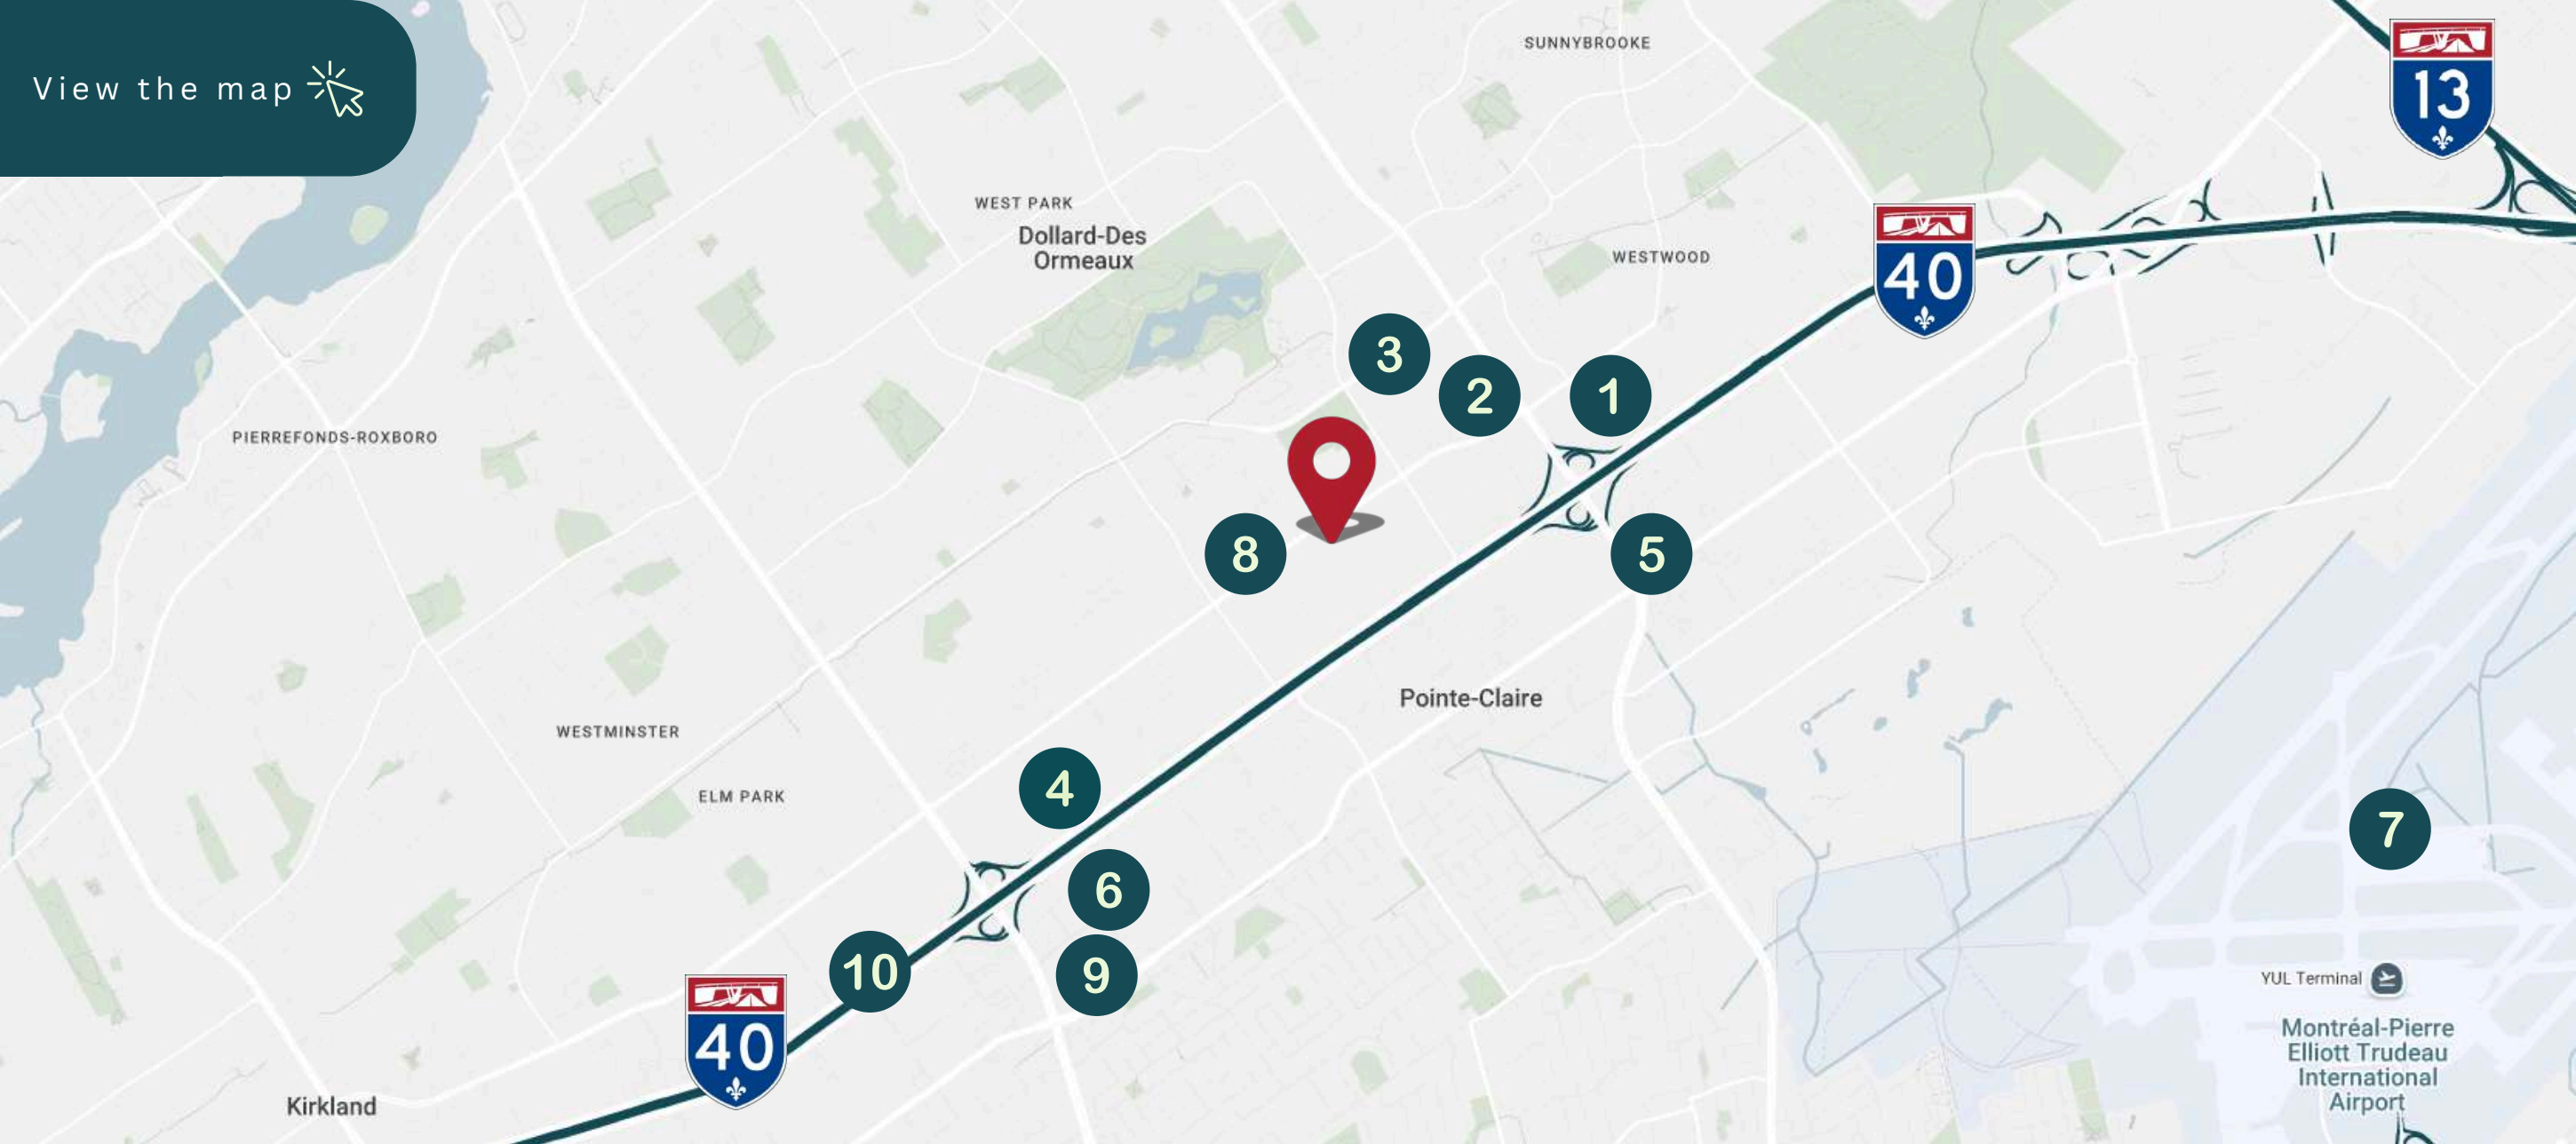 View the map
SUNNYBROOKE
13
WEST PARK
Dollard-Des
Ormeaux
WESTWOOD
40
3
2
1
PIERREFONDS-ROXBORO
8
5
Pointe-Claire
WESTMINSTER
4
ELM PARK
7
6
10
9
YUL Terminal
40
Montréal-Pierre
Elliott Trudeau
International
Airport
Kirkland